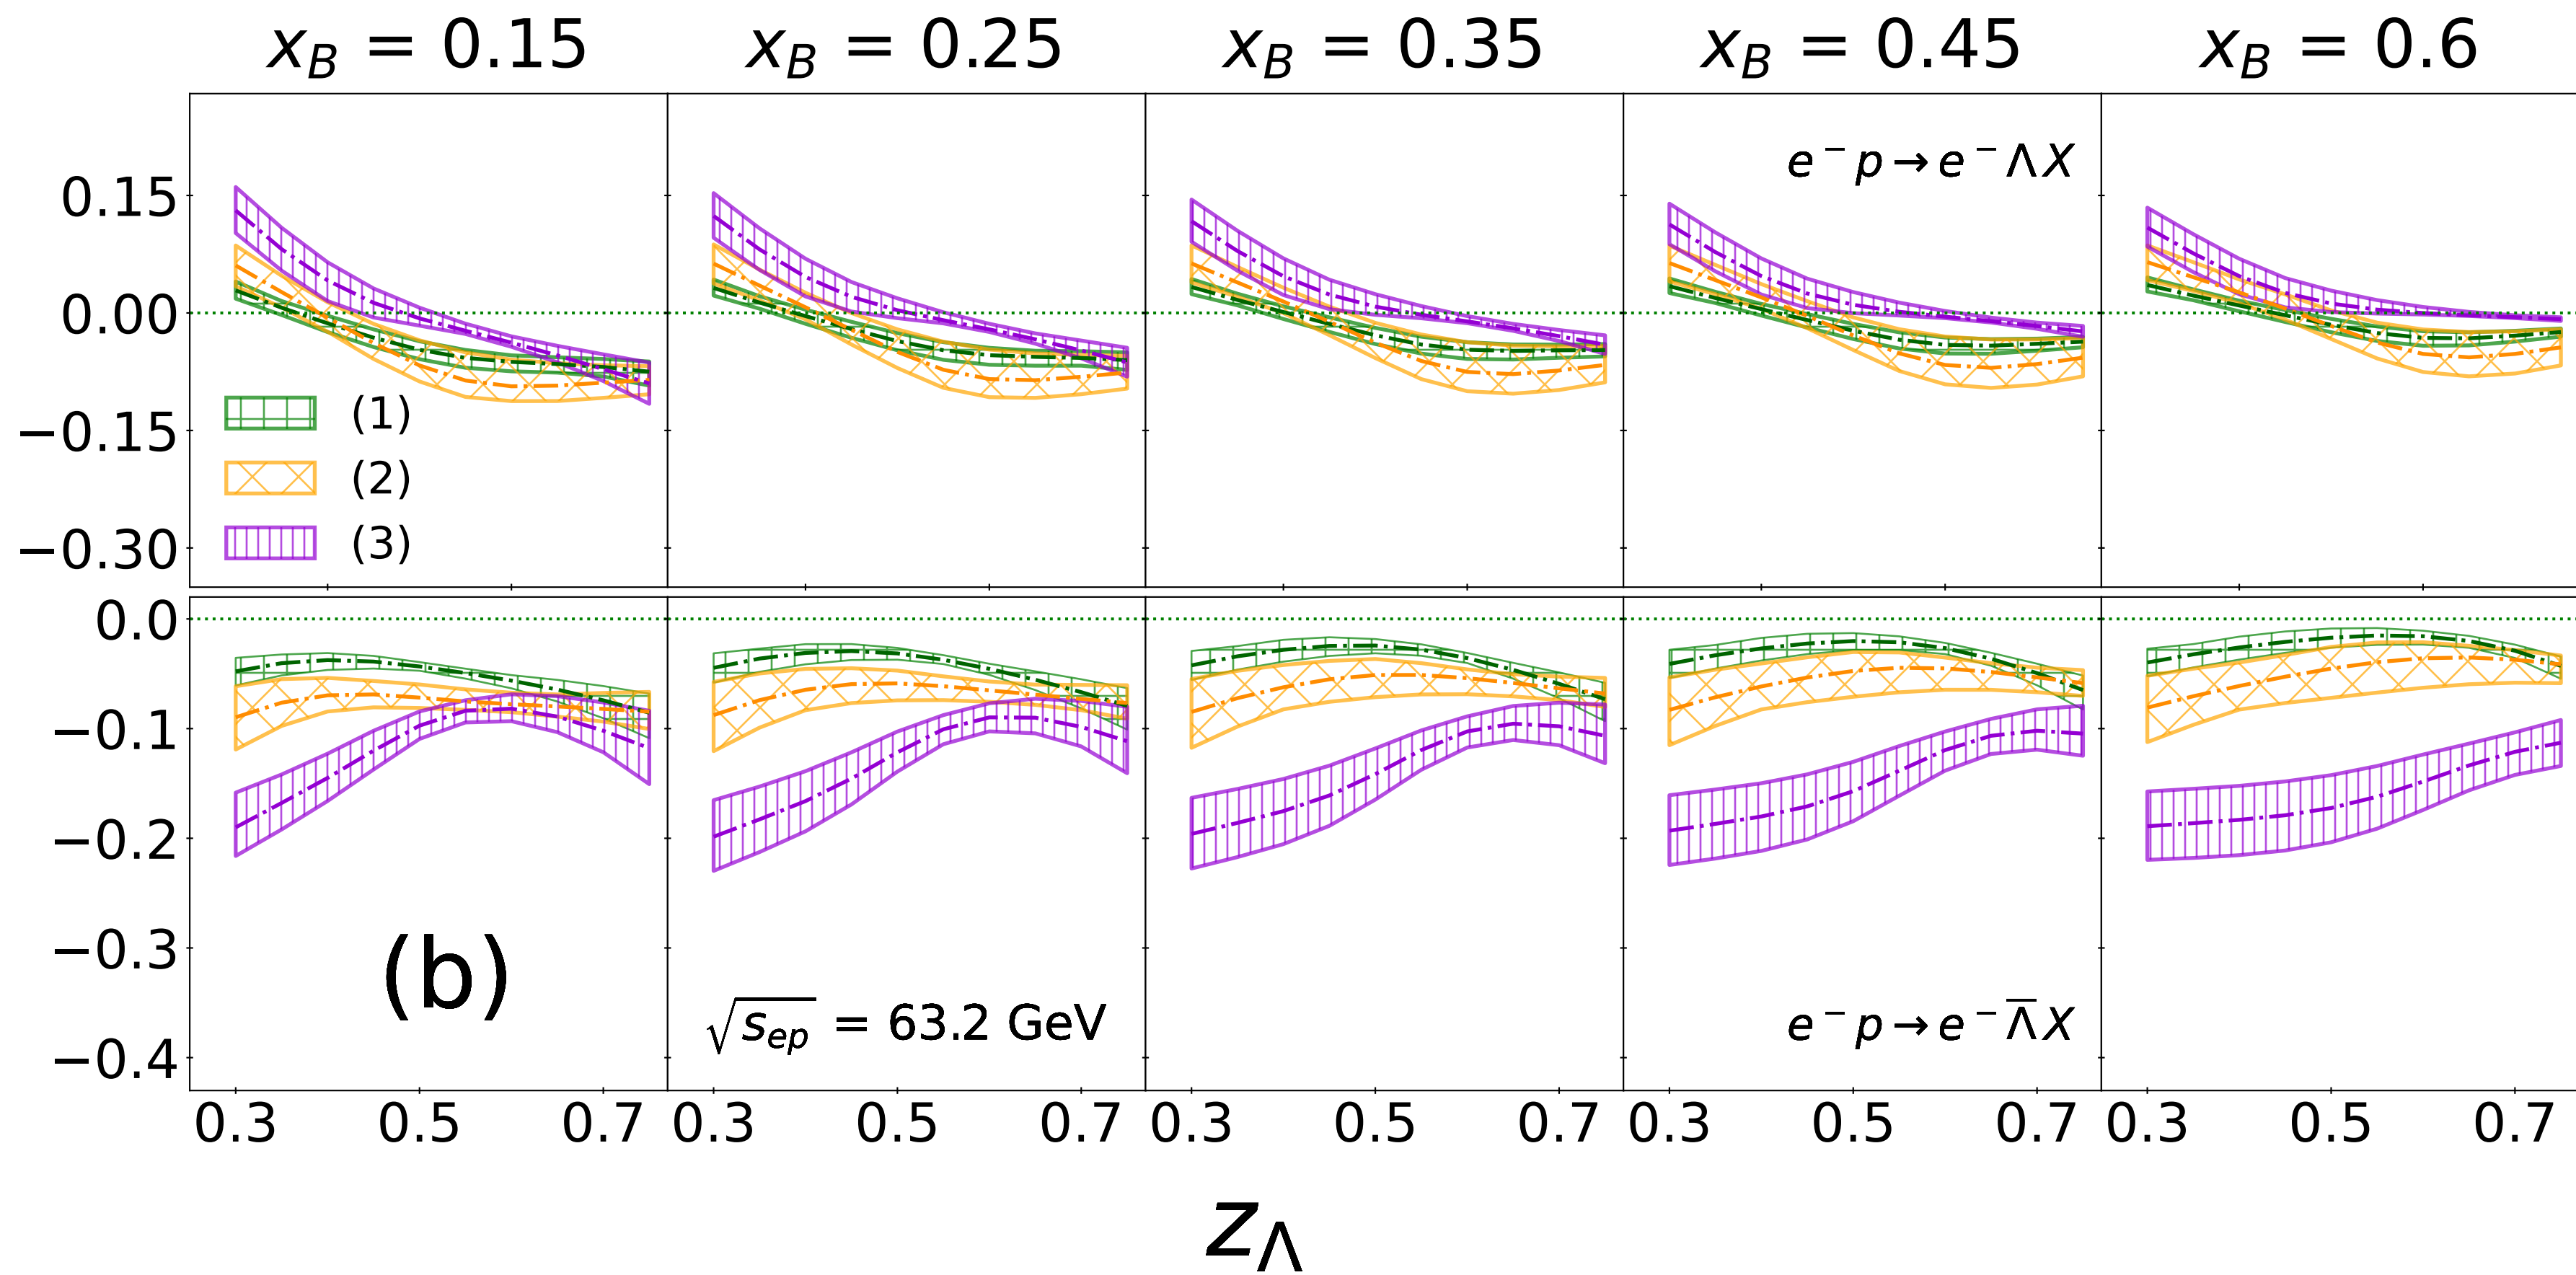 x_B = 0.15 x_B = 0.25 x_B = 0.35 x_B = 0.45 x_B = 0.6
e⁻p→e⁻ΛX
0.15
0.00
−0.15
−0.30
(1)
(2)
(3)
0.0
−0.1
−0.2
−0.3
−0.4
(b)
√s_ep = 63.2 GeV
e⁻p→e⁻Λ̅X
0.3 0.5 0.7 0.3 0.5 0.7 0.3 0.5 0.7 0.3 0.5 0.7 0.3 0.5 0.7
z_Λ